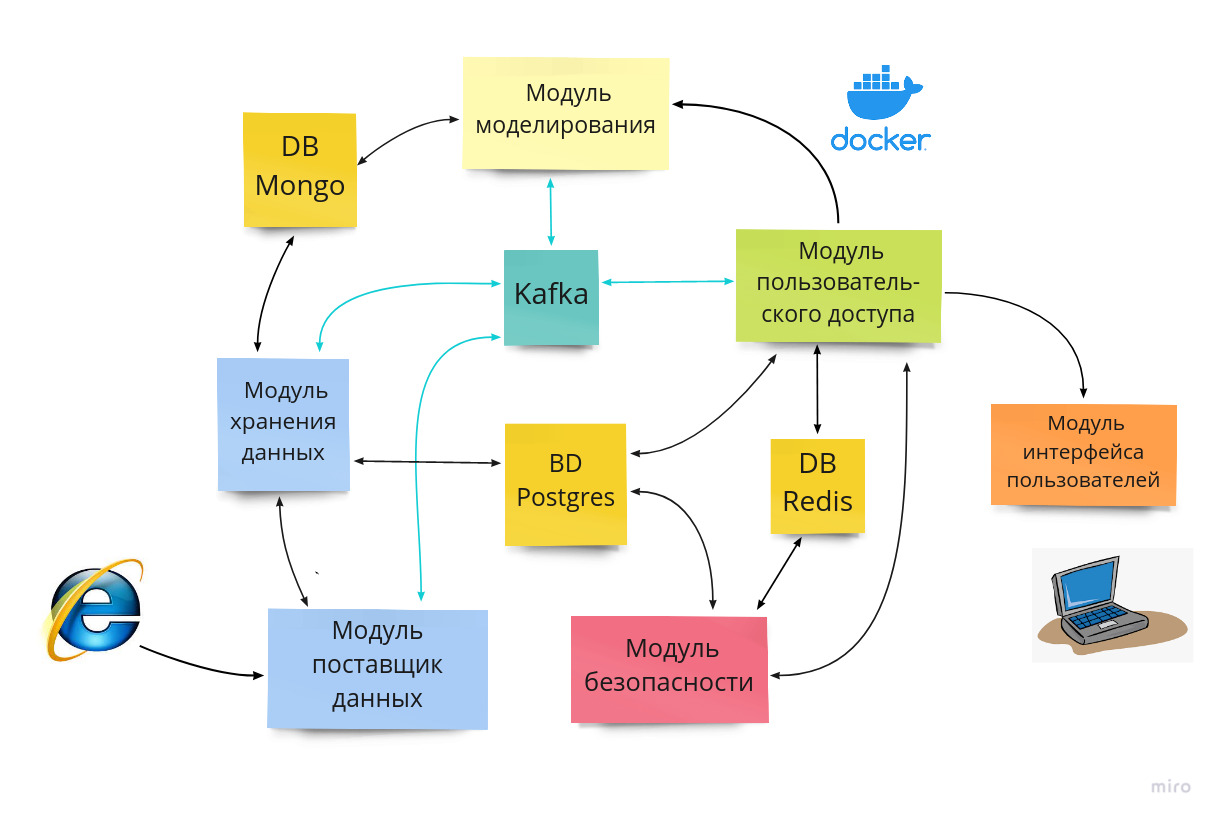 Модуль
моделирования
docker
DB
Mongo
Модуль
пользователь-
ского доступа
Kafka
Модуль
хранения
данных
BD
Postgres
DB
Redis
Модуль
интерфейса
пользователей
Модуль
поставщик
данных
Модуль
безопасности
miro